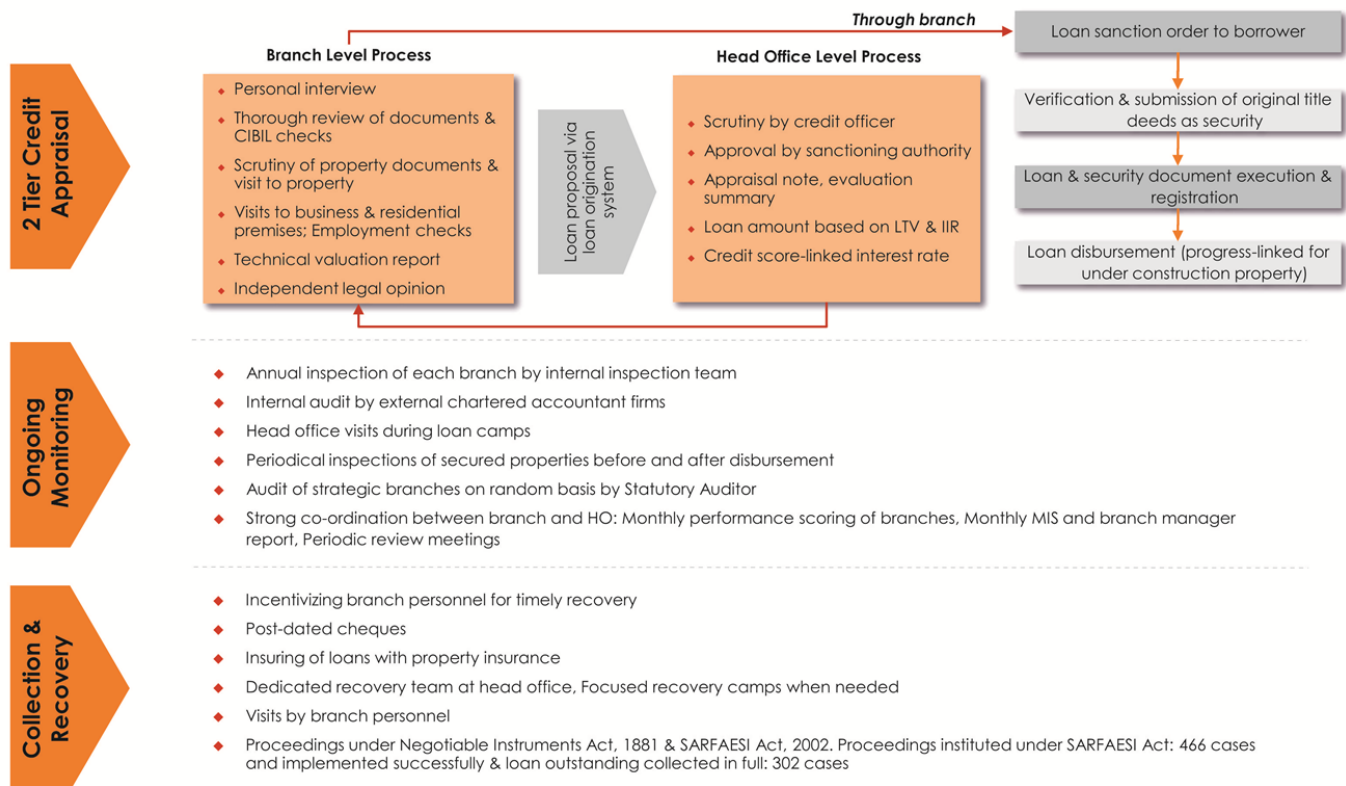 Through branch
Loan sanction order to borrower
Branch Level Process
Head Office Level Process
2 Tier Credit
Appraisal
Personal interview
Thorough review of documents &
CIBIL checks
Scrutiny of property documents &
visit to property
Visits to business & residential
premises; Employment checks
Technical valuation report
Independent legal opinion
Loan proposal via
loan origination
system
Scrutiny by credit officer
Approval by sanctioning authority
Appraisal note, evaluation
summary
Loan amount based on LTV & IIR
Credit score-linked interest rate
Verification & submission of original title
deeds as security
Loan & security document execution &
registration
Loan disbursement (progress-linked for
under construction property)
Ongoing
Monitoring
Annual inspection of each branch by internal inspection team
Internal audit by external chartered accountant firms
Head office visits during loan camps
Periodical inspections of secured properties before and after disbursement
Audit of strategic branches on random basis by Statutory Auditor
Strong co-ordination between branch and HO: Monthly performance scoring of branches, Monthly MIS and branch manager
report, Periodic review meetings
Collection &
Recovery
Incentivizing branch personnel for timely recovery
Post-dated cheques
Insuring of loans with property insurance
Dedicated recovery team at head office, Focused recovery camps when needed
Visits by branch personnel
Proceedings under Negotiable Instruments Act, 1881 & SARFAESI Act, 2002. Proceedings instituted under SARFAESI Act: 466 cases
and implemented successfully & loan outstanding collected in full: 302 cases